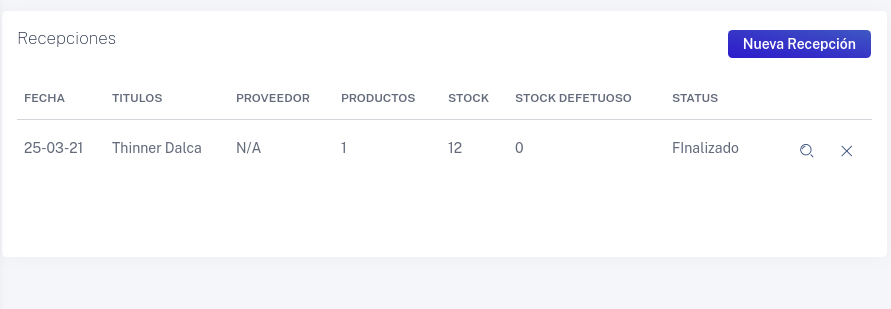 Recepciones
Nueva Recepción
FECHA TITULOS PROVEEDOR PRODUCTOS STOCK STOCK DEFETUOSO STATUS
25-03-21 Thinner Dalca N/A 1 12 0 FInalizado